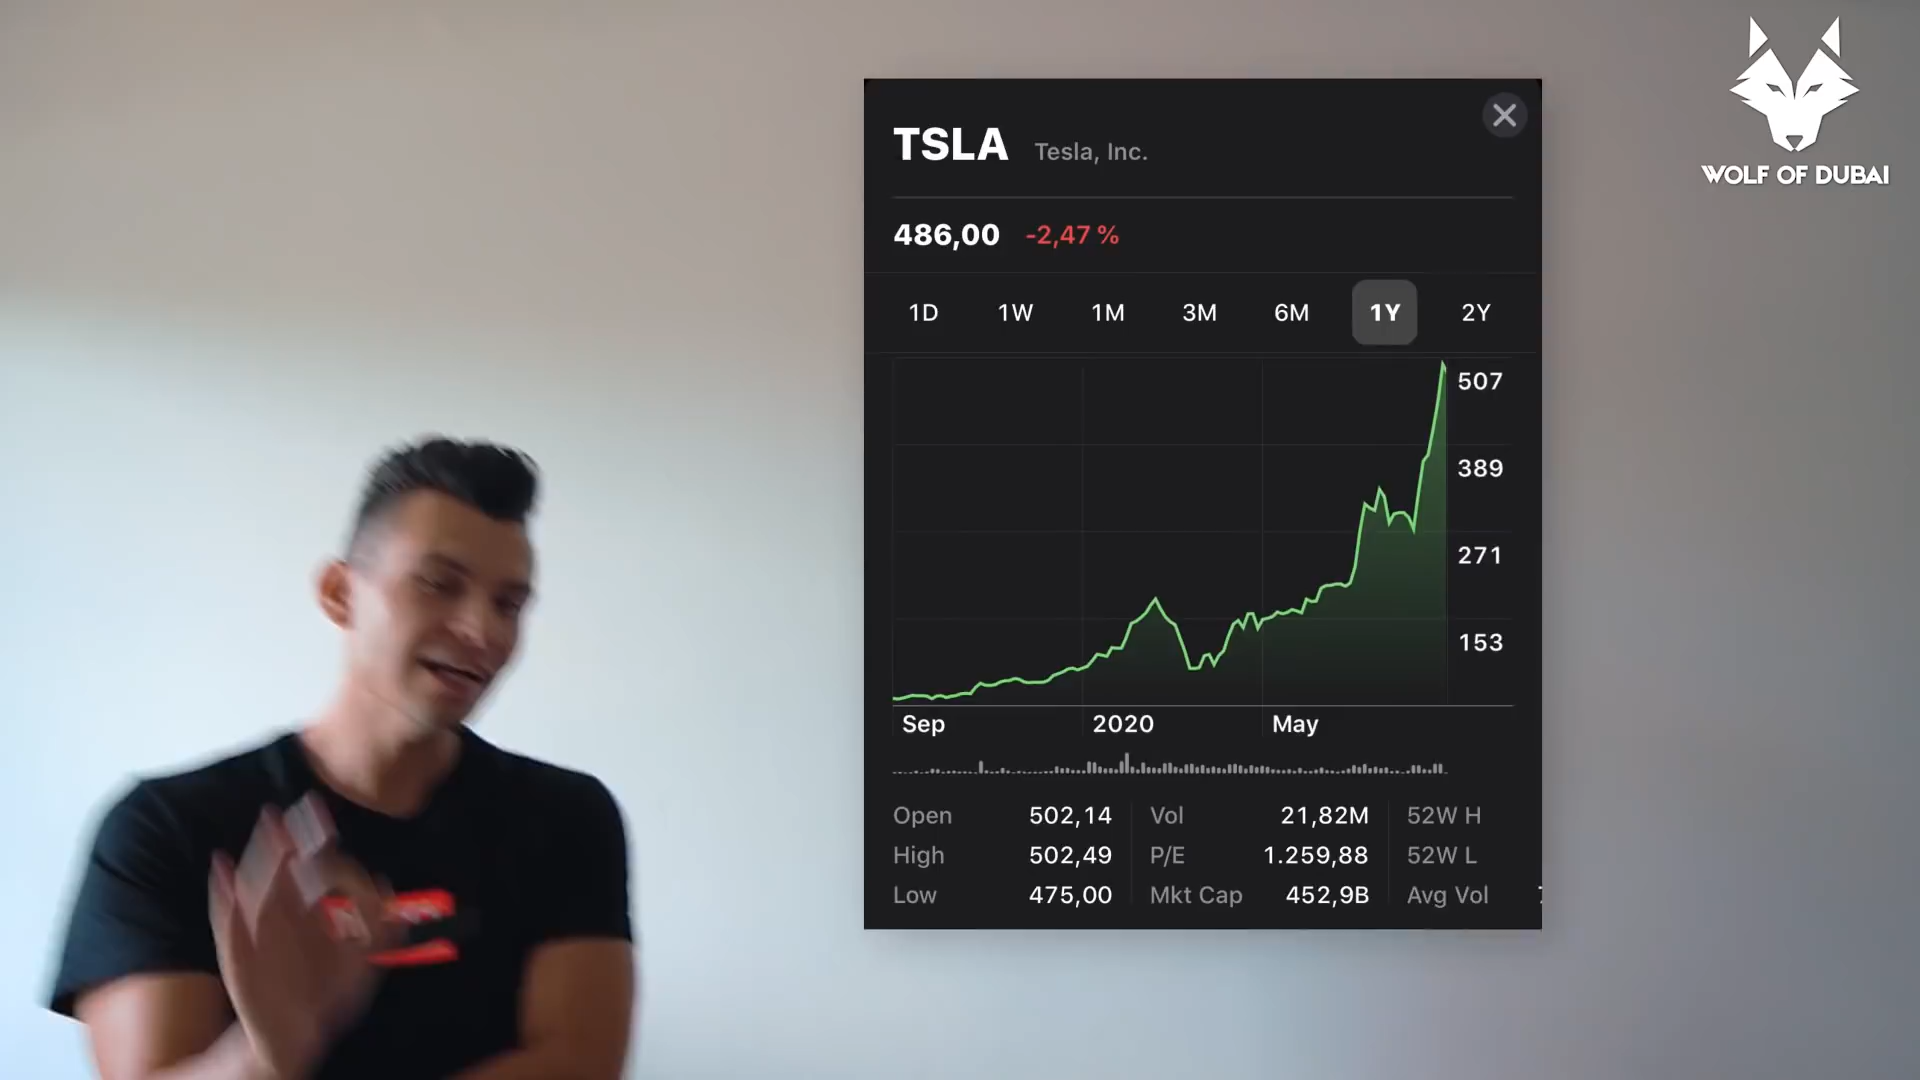 WOLF OF DUBAI
TSLA Tesla, Inc.
486,00 -2,47 %
1D 1W 1M 3M 6M 1Y 2Y
507
389
271
153
Sep 2020 May
Open 502,14 Vol 21,82M 52W H
High 502,49 P/E 1.259,88 52W L
Low 475,00 Mkt Cap 452,9B Avg Vol